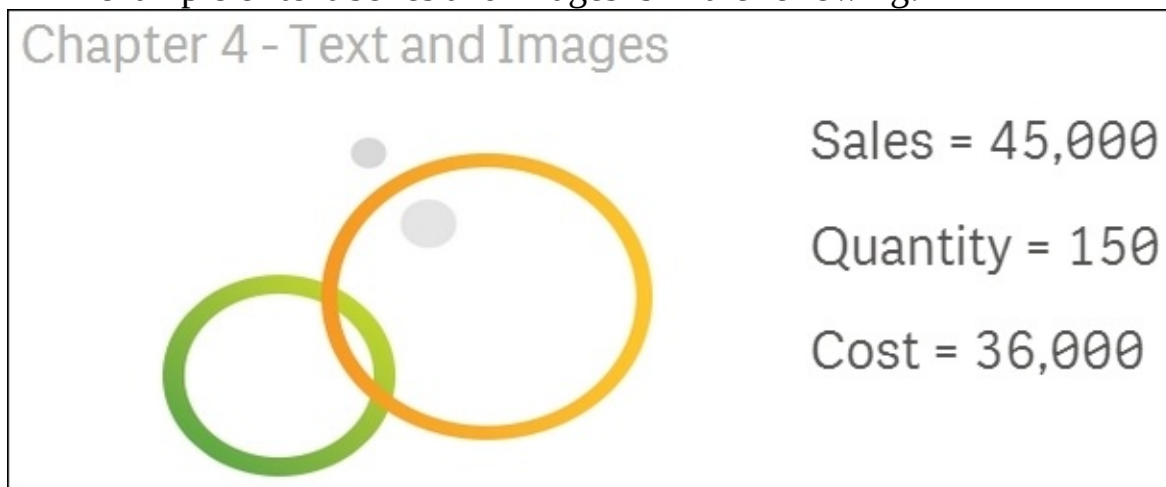 Chapter 4 - Text and Images
Sales = 45,000
Quantity = 150
Cost = 36,000